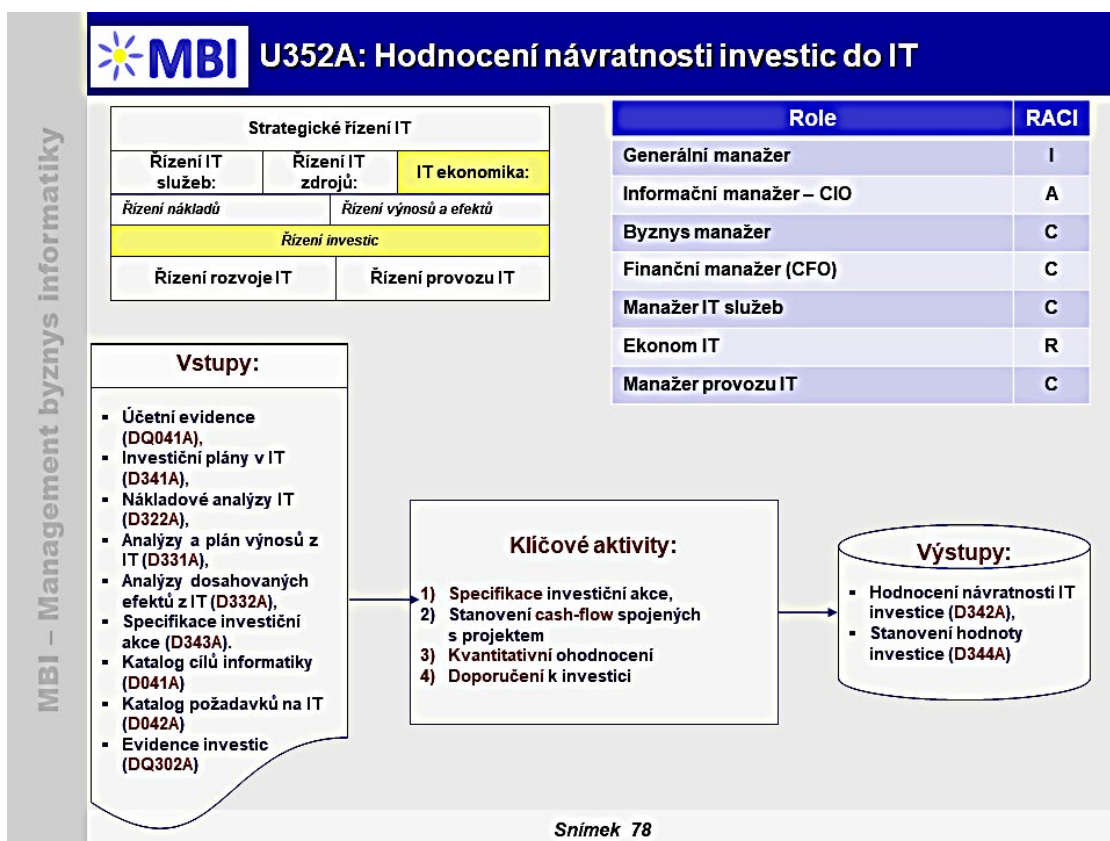 MBI
U352A: Hodnocení návratnosti investic do IT
MBI – Management byznys informatiky
Strategické řízení IT
Řízení IT
služeb:
Řízení IT
zdrojů:
IT ekonomika:
Řízení nákladů
Řízení výnosů a efektů
Řízení investic
Řízení rozvoje IT
Řízení provozu IT
Role RACI
Generální manažer I
Informační manažer – CIO A
Byznys manažer C
Finanční manažer (CFO) C
Manažer IT služeb C
Ekonom IT R
Manažer provozu IT C
Vstupy:
▪ Účetní evidence
(DQ041A),
▪ Investiční plány v IT
(D341A),
▪ Nákladové analýzy IT
(D322A),
▪ Analýzy a plán výnosů z
IT (D331A),
▪ Analýzy dosahovaných
efektů z IT (D332A),
▪ Specifikace investiční
akce (D343A).
▪ Katalog cílů informatiky
(D041A)
▪ Katalog požadavků na IT
(D042A)
▪ Evidence investic
(DQ302A)
Klíčové aktivity:
1) Specifikace investiční akce,
2) Stanovení cash-flow spojených
s projektem
3) Kvantitativní ohodnocení
4) Doporučení k investici
Výstupy:
▪ Hodnocení návratnosti IT
investice (D342A),
▪ Stanovení hodnoty
investice (D344A)
Snímek 78